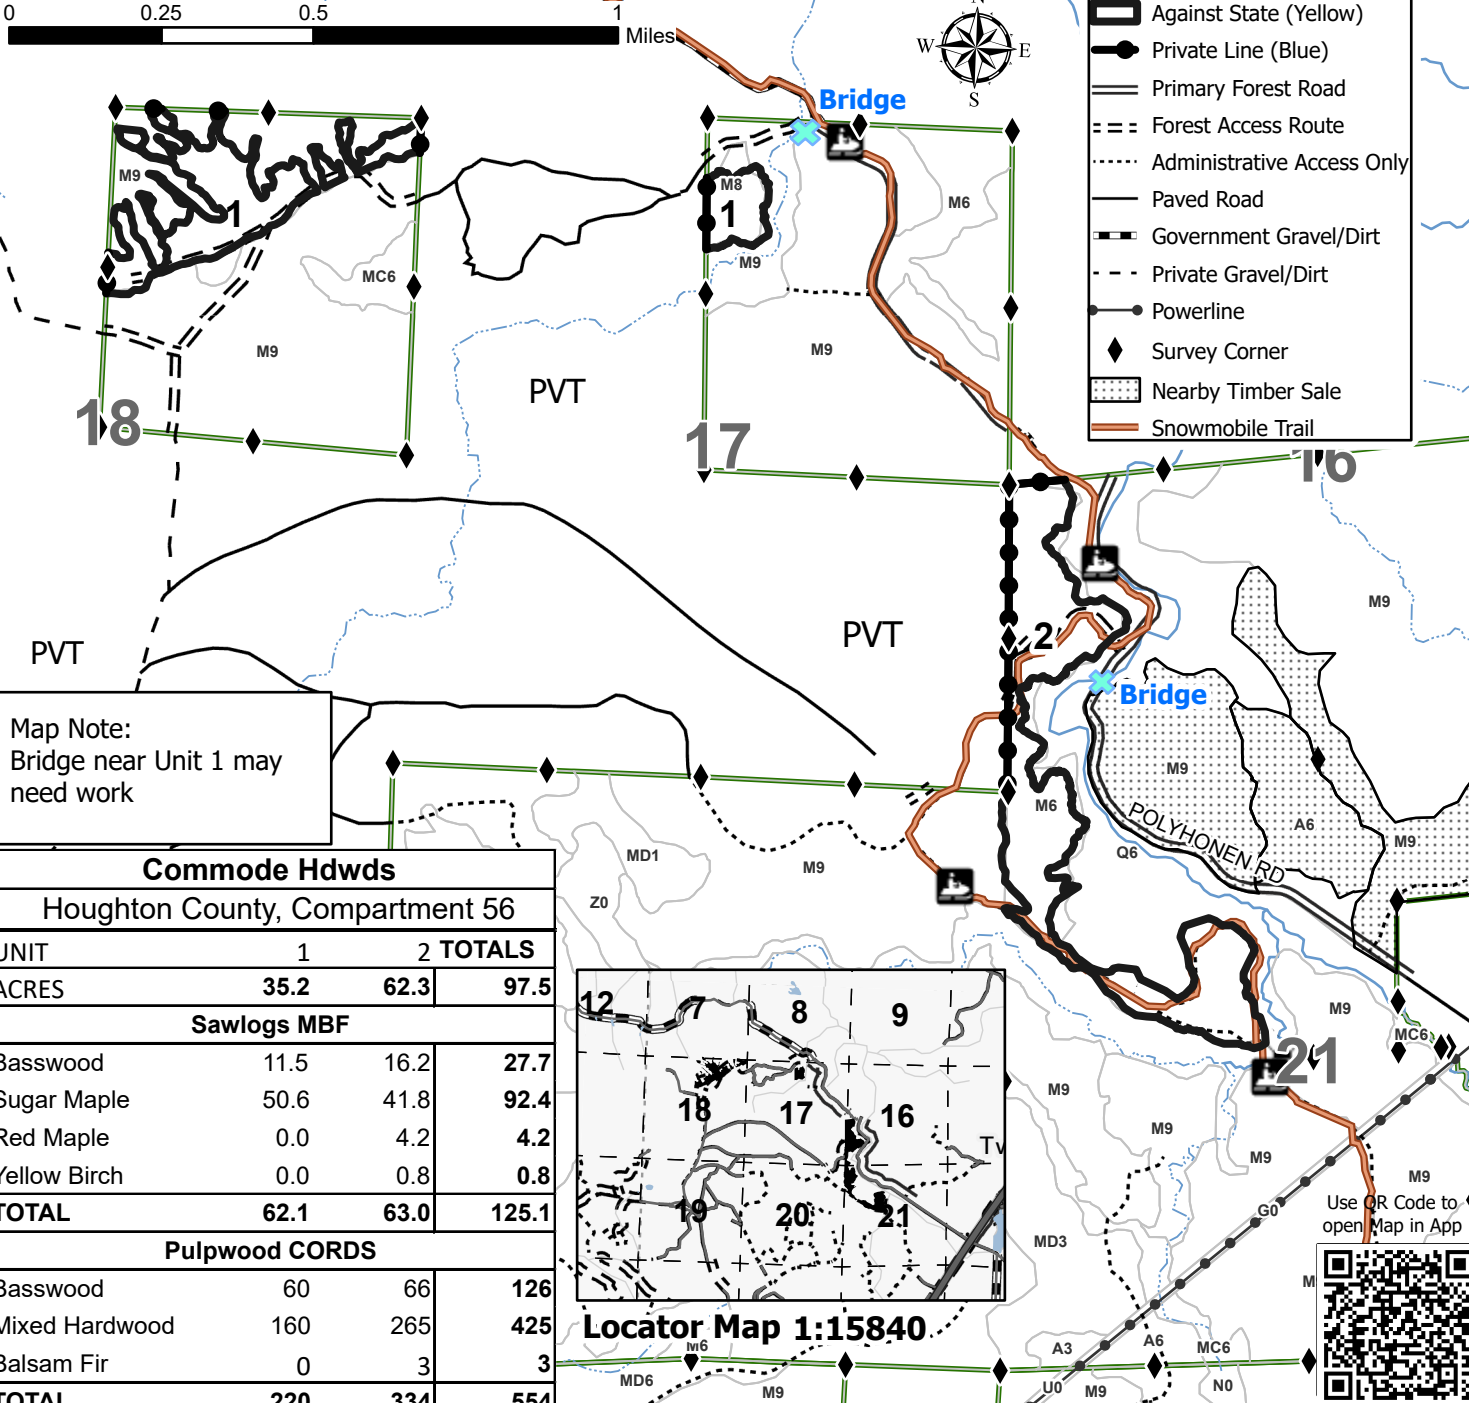 0 0.25 0.5 1
Miles
N
W E
S
Against State (Yellow)
Private Line (Blue)
Primary Forest Road
Forest Access Route
Administrative Access Only
Paved Road
Government Gravel/Dirt
Private Gravel/Dirt
Powerline
Survey Corner
Nearby Timber Sale
Snowmobile Trail
Bridge
M9
1
MC6
M9
18
M8
1
M9
M6
M9
17
16
PVT
PVT
PVT
M9
2
Bridge
M9
M6
A6
M9
POLYHONEN RD
Q6
Map Note:
Bridge near Unit 1 may
need work
MD1
M9
Z0
Commode Hdwds
Houghton County, Compartment 56
UNIT 1 2 TOTALS
ACRES 35.2 62.3 97.5
Sawlogs MBF
Basswood 11.5 16.2 27.7
Sugar Maple 50.6 41.8 92.4
Red Maple 0.0 4.2 4.2
Yellow Birch 0.0 0.8 0.8
TOTAL 62.1 63.0 125.1
Pulpwood CORDS
Basswood 60 66 126
Mixed Hardwood 160 265 425
Balsam Fir 0 3 3
TOTAL 220 334 554
12 7 8 9
18 17 16
Tv
19 20 21
Locator Map 1:15840
M9
MC6
21
M9
M9
M9
M9
G0
MD3
Use QR Code to
open Map in App
M6
MD6
M9
A3
A6
MC6
U0
M9
N0